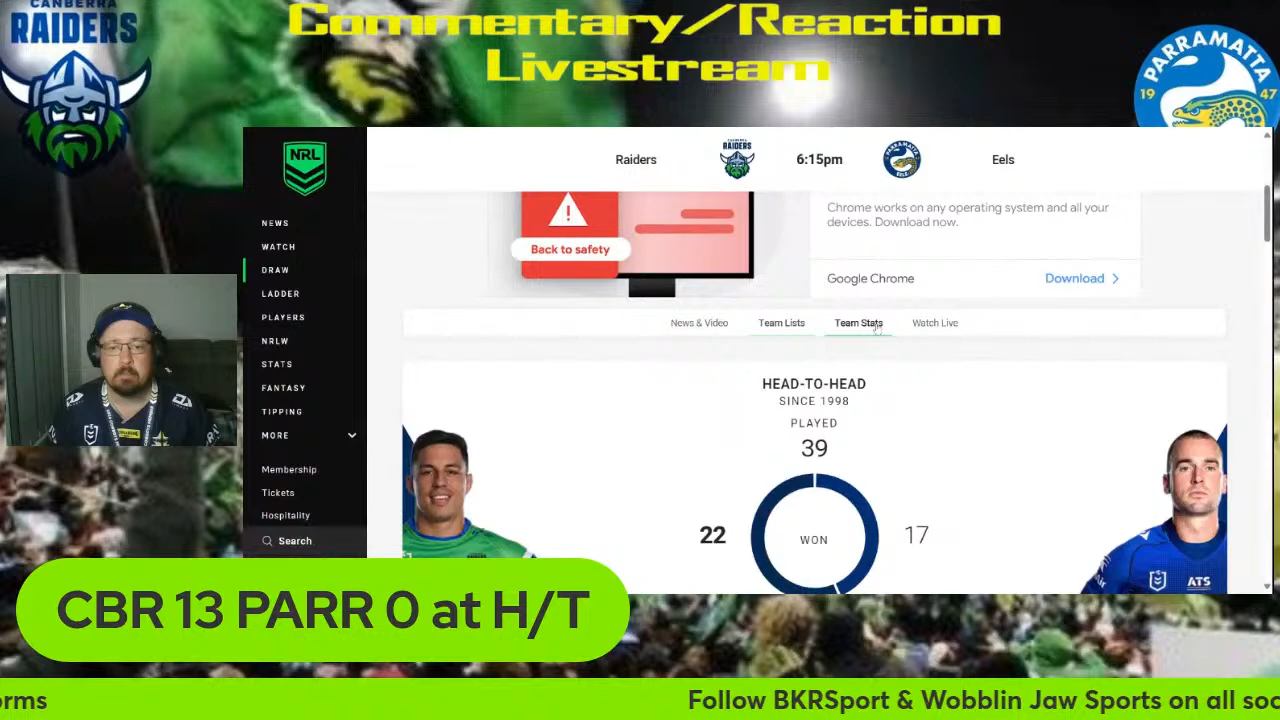 CANBERRA
RAIDERS
Commentary/Reaction
Livestream
PARRAMATTA
19 47
NRL
NEWS
WATCH
DRAW
LADDER
PLAYERS
NRLW
STATS
FANTASY
TIPPING
MORE
Membership
Tickets
Hospitality
Search
Raiders
RAIDERS
6:15pm
Eels
Back to safety
Chrome works on any operating system and all your
devices. Download now.
Google Chrome
Download
News & Video
Team Lists
Team Stats
Watch Live
HEAD-TO-HEAD
SINCE 1998
PLAYED
39
22
WON
17
ATS
CBR 13 PARR 0 at H/T
orms
Follow BKRSport & Wobblin Jaw Sports on all soc